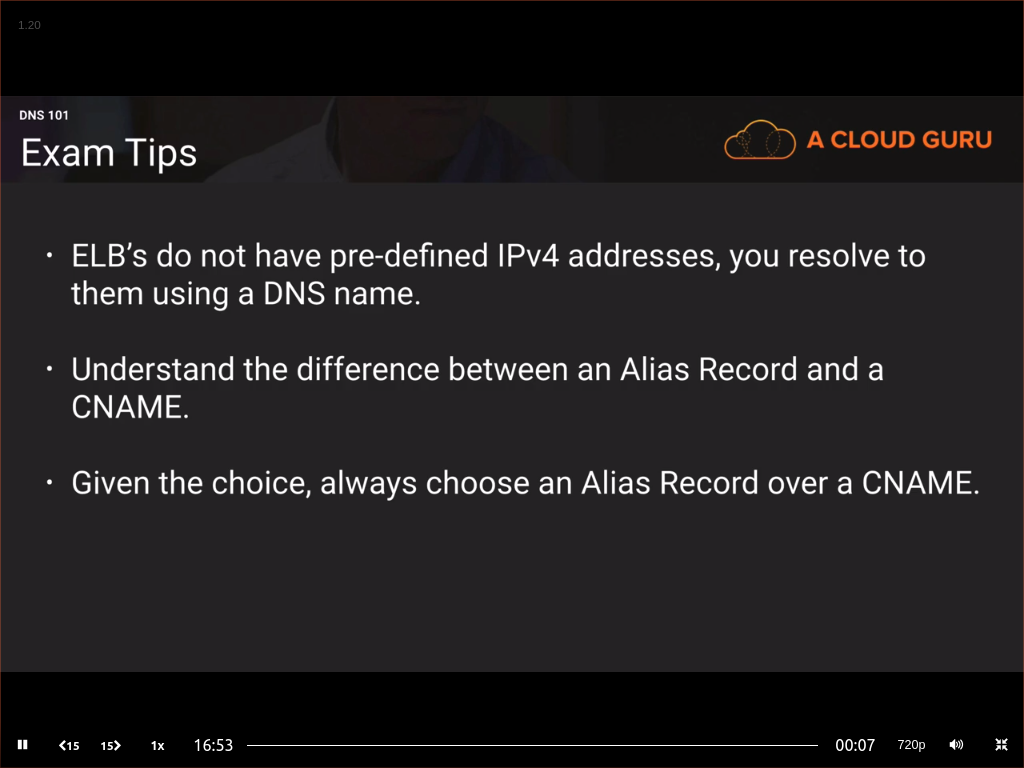 1.20
DNS 101
Exam Tips
A CLOUD GURU
• ELB’s do not have pre-defined IPv4 addresses, you resolve to
them using a DNS name.
• Understand the difference between an Alias Record and a
CNAME.
• Given the choice, always choose an Alias Record over a CNAME.
15 15 1x 16:53 00:07 720p